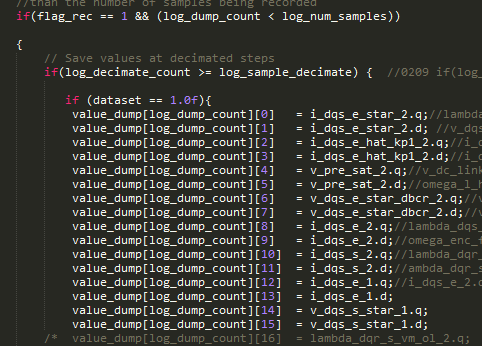 //than the number of samples being recorded
if(flag_rec == 1 && (log_dump_count < log_num_samples))
{
// Save values at decimated steps
if(log_decimate_count >= log_sample_decimate) { //0209 if(log_
if (dataset == 1.0f){
value_dump[log_dump_count][0] = i_dqs_e_star_2.q;//lambda
value_dump[log_dump_count][1] = i_dqs_e_star_2.d; //v_dqs
value_dump[log_dump_count][2] = i_dqs_e_hat_kp1_2.q;//i_d
value_dump[log_dump_count][3] = i_dqs_e_hat_kp1_2.d;//i_d
value_dump[log_dump_count][4] = v_pre_sat_2.q;//v_dc_link
value_dump[log_dump_count][5] = v_pre_sat_2.d;//omega_l_h
value_dump[log_dump_count][6] = v_dqs_e_star_dbcr_2.q;//v
value_dump[log_dump_count][7] = v_dqs_e_star_dbcr_2.d;//v
value_dump[log_dump_count][8] = i_dqs_e_2.q;//lambda_dqs_
value_dump[log_dump_count][9] = i_dqs_e_2.d;//omega_enc_f
value_dump[log_dump_count][10] = i_dqs_s_2.q;//lambda_dqr_
value_dump[log_dump_count][11] = i_dqs_s_2.d;//ambda_dqr_s
value_dump[log_dump_count][12] = i_dqs_e_1.q;//i_dqs_e_2.d
value_dump[log_dump_count][13] = i_dqs_e_1.d;
value_dump[log_dump_count][14] = v_dqs_s_star_1.q;
value_dump[log_dump_count][15] = v_dqs_s_star_1.d;
/* value_dump[log_dump_count][16] = lambda_dqr_s_vm_ol_2.q;